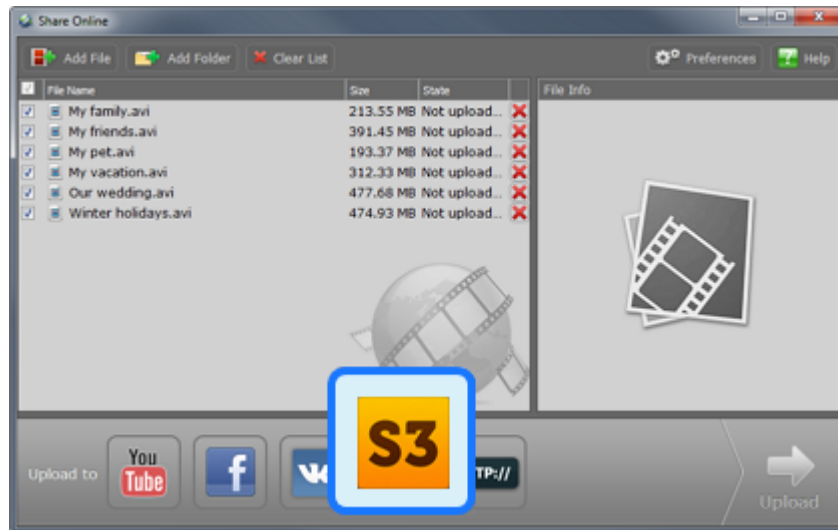 Share Online
Add File Add Folder Clear List Preferences Help
File Name Size State File Info
My family.avi 213.55 MB Not upload...
My friends.avi 391.45 MB Not upload...
My pet.avi 193.37 MB Not upload...
My vacation.avi 312.33 MB Not upload...
Our wedding.avi 477.68 MB Not upload...
Winter holidays.avi 474.93 MB Not upload...
Upload to You Tube f S3 TP:// Upload